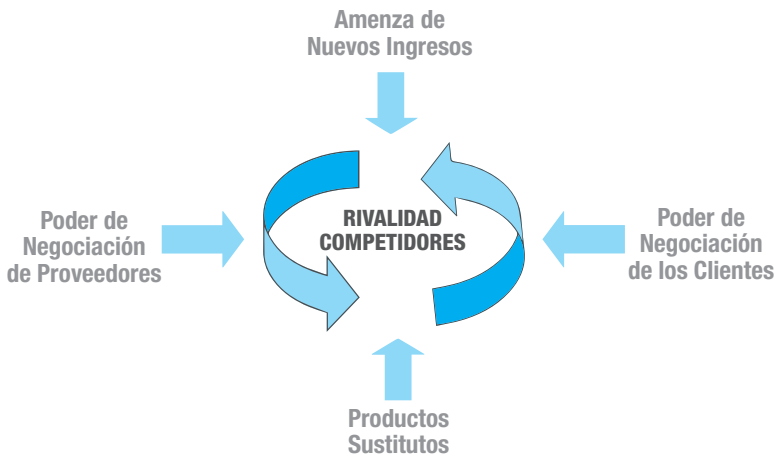 Amenza de
Nuevos Ingresos
Poder de
Negociación
de Proveedores
RIVALIDAD
COMPETIDORES
Poder de
Negociación
de los Clientes
Productos
Sustitutos